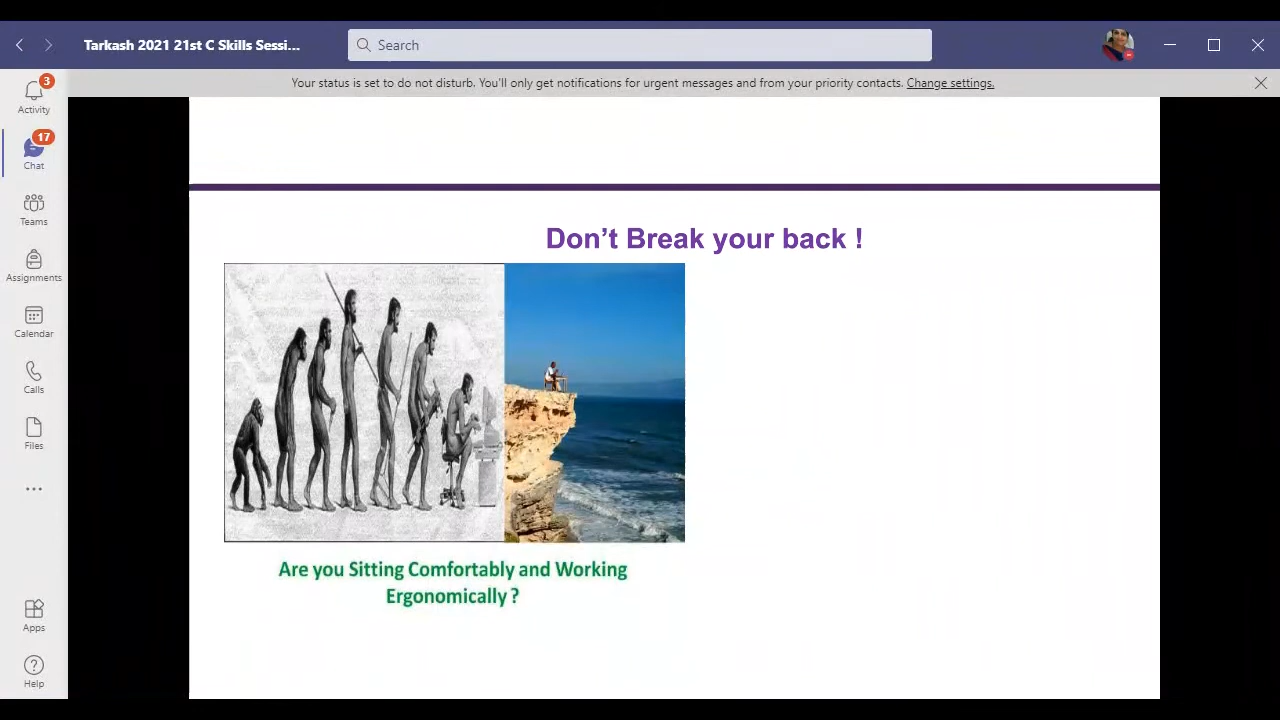 Tarkash 2021 21st C Skills Sessi...
Search
Your status is set to do not disturb. You'll only get notifications for urgent messages and from your priority contacts. Change settings.
3
Activity
17
Chat
Teams
Assignments
Calendar
Calls
Files
Apps
Help
Don't Break your back !
Are you Sitting Comfortably and Working
Ergonomically ?